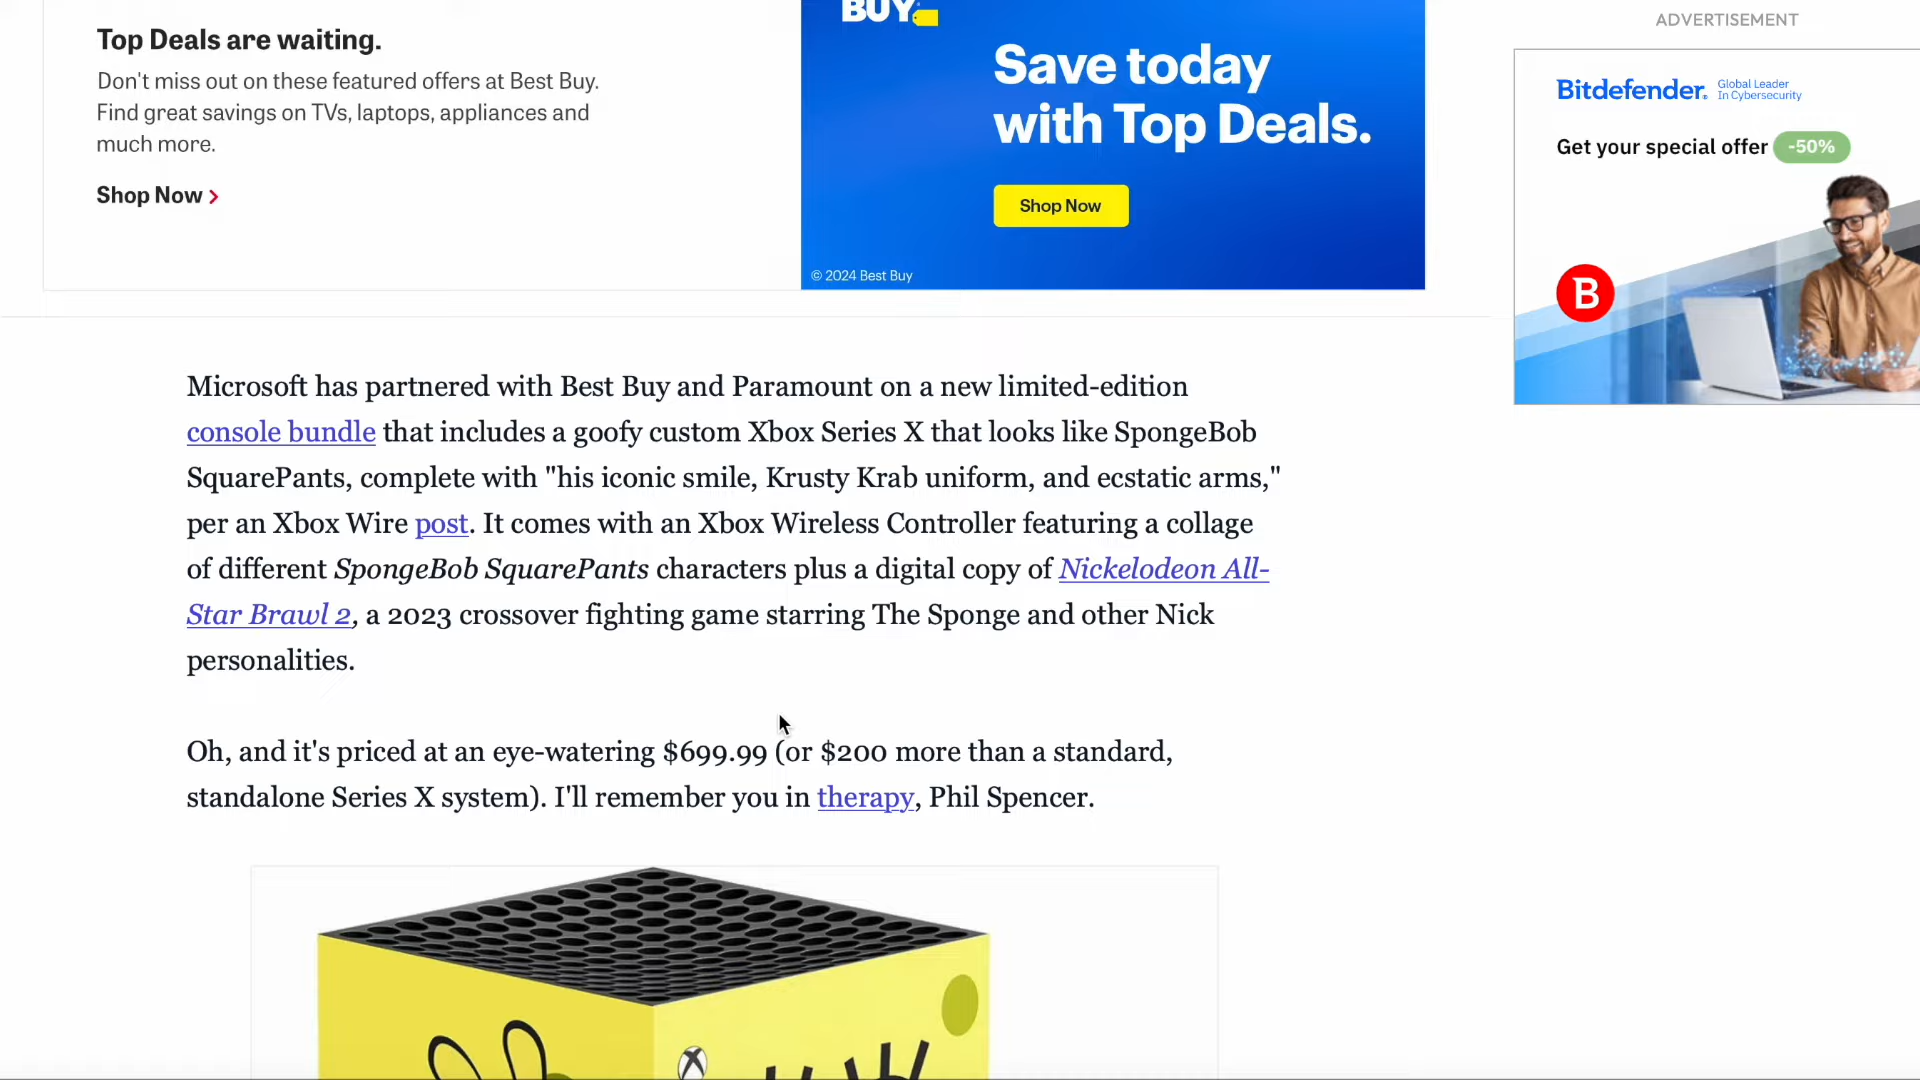 Top Deals are waiting.
Don't miss out on these featured offers at Best Buy.
Find great savings on TVs, laptops, appliances and
much more.
Shop Now
BUY
Save today
with Top Deals.
Shop Now
© 2024 Best Buy
ADVERTISEMENT
Bitdefender.
Global Leader
In Cybersecurity
Get your special offer -50%
B
Microsoft has partnered with Best Buy and Paramount on a new limited-edition
console bundle that includes a goofy custom Xbox Series X that looks like SpongeBob
SquarePants, complete with "his iconic smile, Krusty Krab uniform, and ecstatic arms,"
per an Xbox Wire post. It comes with an Xbox Wireless Controller featuring a collage
of different SpongeBob SquarePants characters plus a digital copy of Nickelodeon All-
Star Brawl 2, a 2023 crossover fighting game starring The Sponge and other Nick
personalities.
Oh, and it's priced at an eye-watering $699.99 (or $200 more than a standard,
standalone Series X system). I'll remember you in therapy, Phil Spencer.